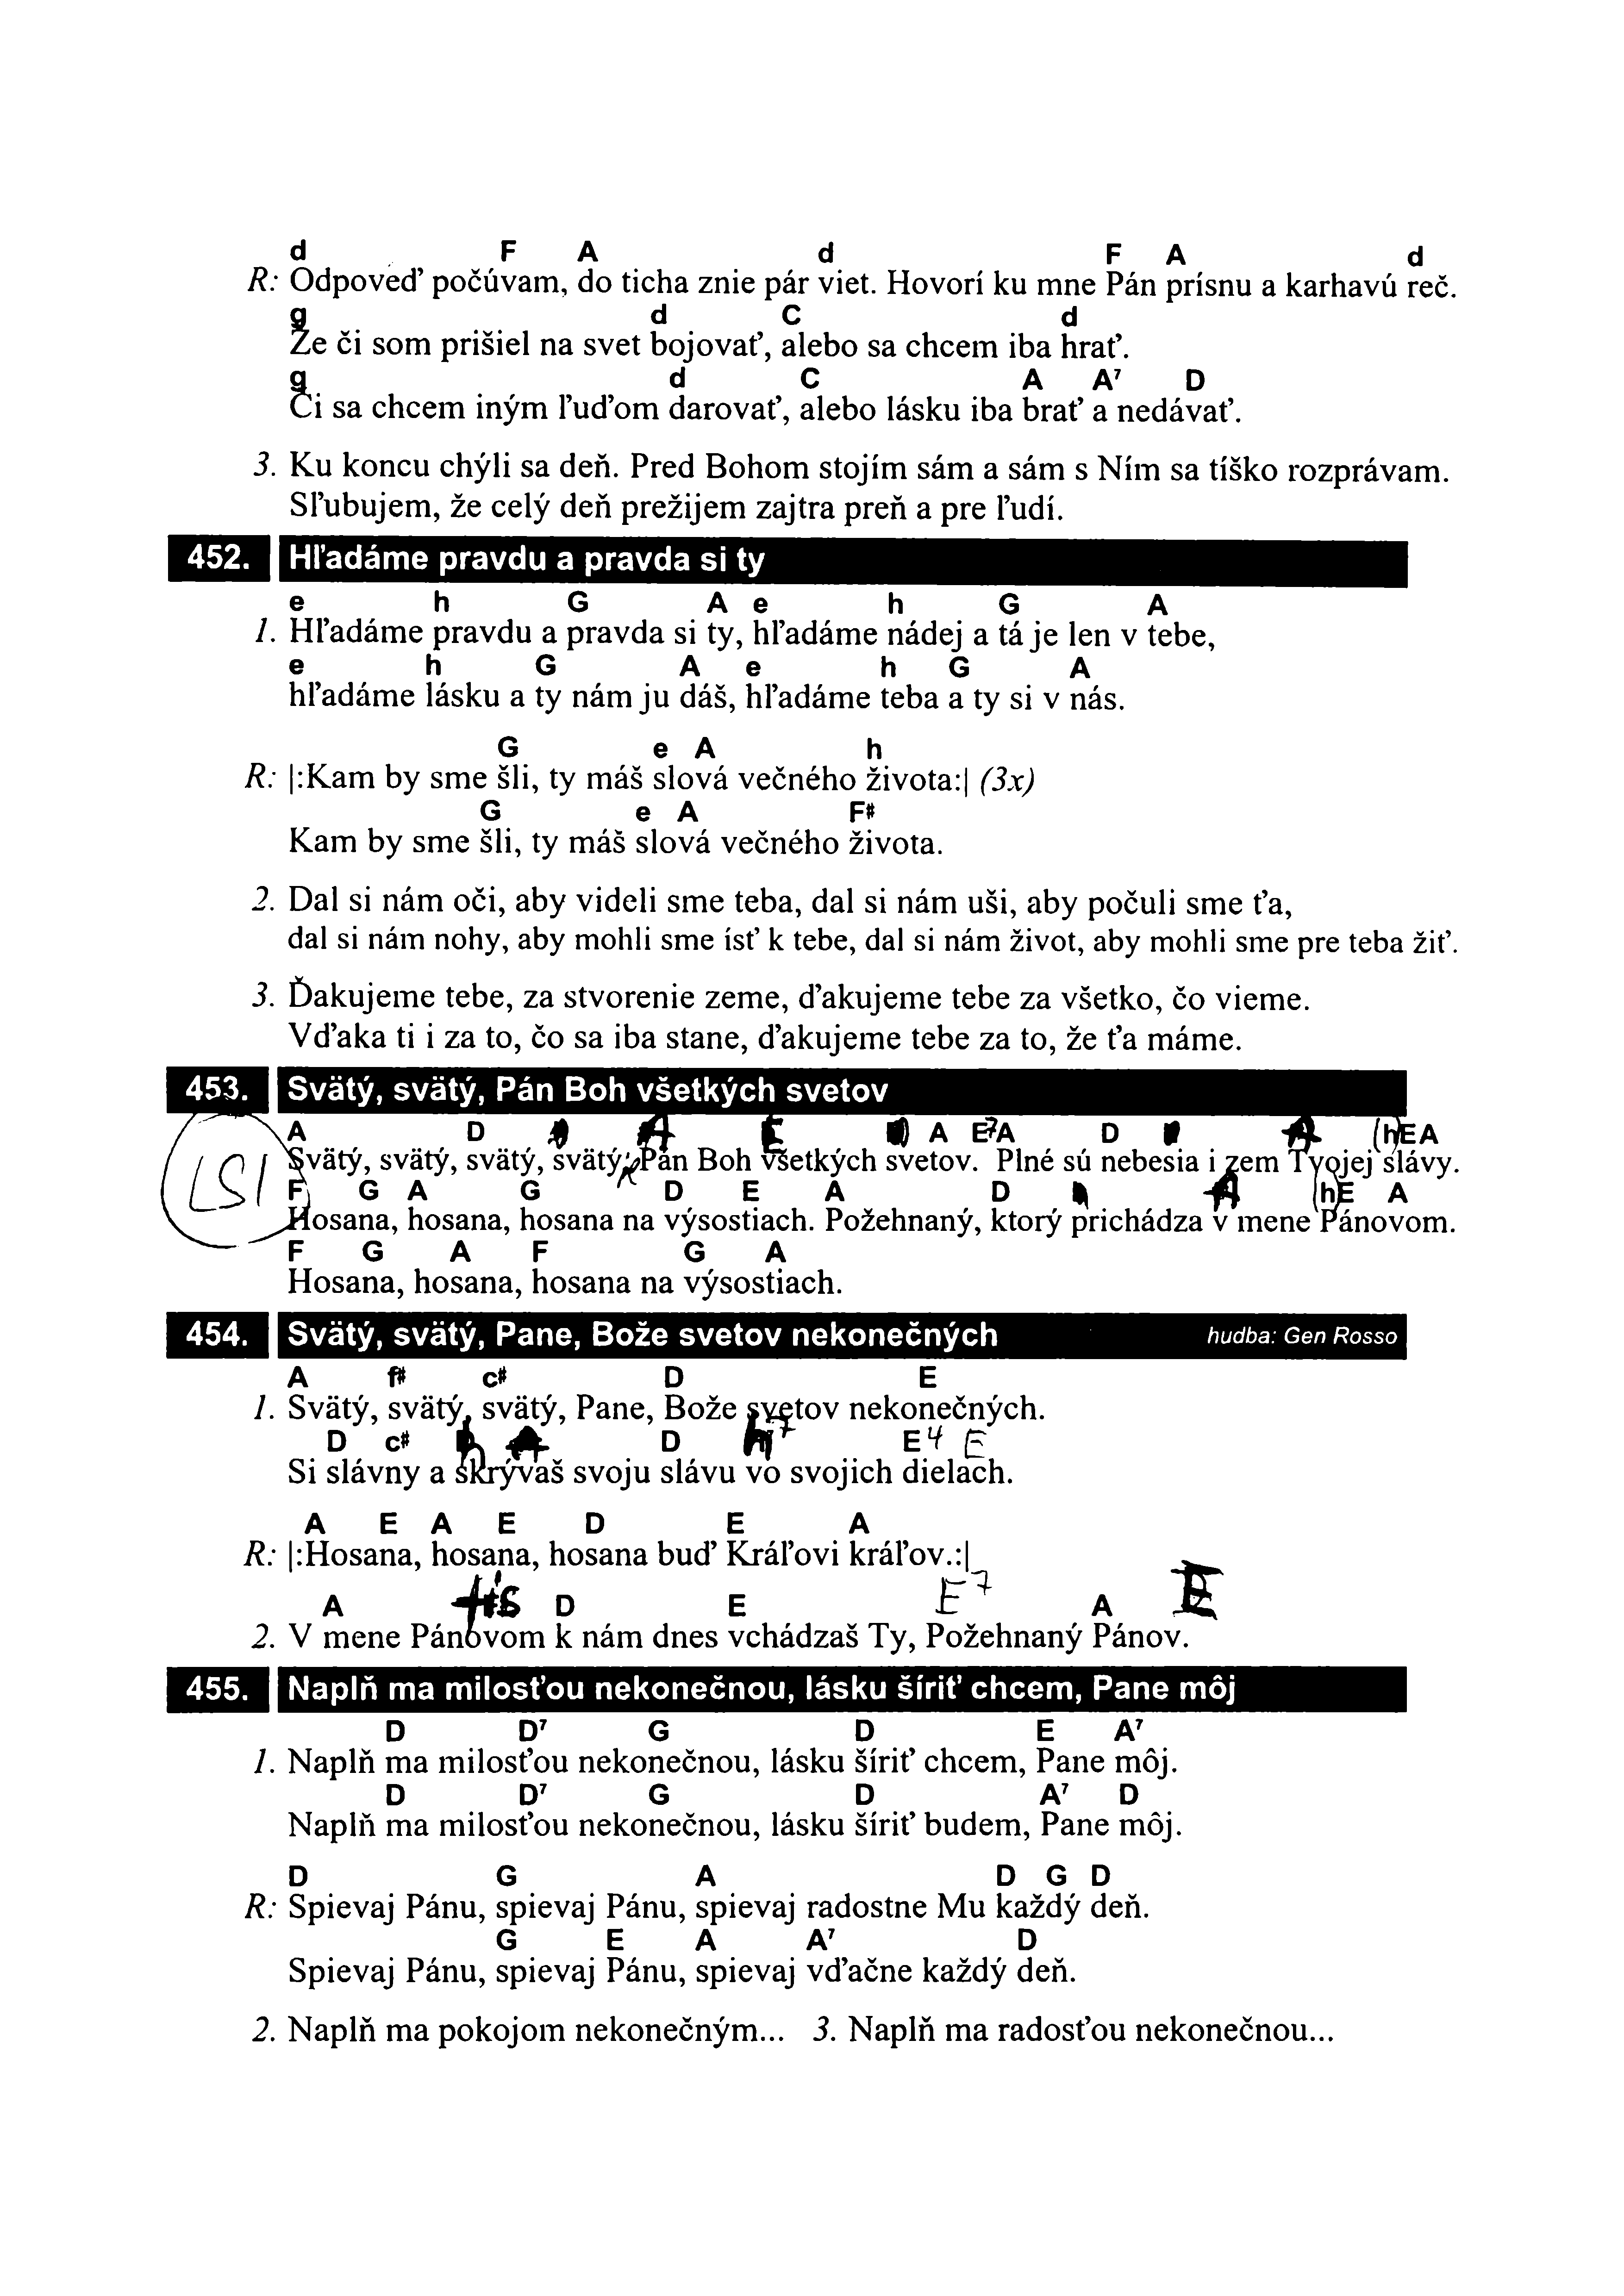 d F A d F A d
R: Odpoveď počúvam, do ticha znie pár viet. Hovorí ku mne Pán prísnu a karhavú reč.
g d C d
Že či som prišiel na svet bojovať, alebo sa chcem iba hrať.
g d C A A7 D
Či sa chcem iným ľuďom darovať, alebo lásku iba brať a nedávať.
3. Ku koncu chýli sa deň. Pred Bohom stojím sám a sám s Ním sa tíško rozprávam.
Sľubujem, že celý deň prežijem zajtra preň a pre ľudí.
452. Hľadáme pravdu a pravda si ty
e h G A e h G A
1. Hľadáme pravdu a pravda si ty, hľadáme nádej a tá je len v tebe,
e h G A e h G A
hľadáme lásku a ty nám ju dáš, hľadáme teba a ty si v nás.
G e A h
R: |:Kam by sme šli, ty máš slová večného života:| (3x)
G e A F#
Kam by sme šli, ty máš slová večného života.
2. Dal si nám oči, aby videli sme teba, dal si nám uši, aby počuli sme ťa,
dal si nám nohy, aby mohli sme ísť k tebe, dal si nám život, aby mohli sme pre teba žiť.
3. Ďakujeme tebe, za stvorenie zeme, ďakujeme tebe za všetko, čo vieme.
Vďaka ti i za to, čo sa iba stane, ďakujeme tebe za to, že ťa máme.
453. Svätý, svätý, Pán Boh všetkých svetov
A D A E A E7 A D A (h) E A
Svätý, svätý, svätý, svätý, Pán Boh všetkých svetov. Plné sú nebesia i zem Tvojej slávy.
F G A G D E A D A (h) E A
Hosana, hosana, hosana na výsostiach. Požehnaný, ktorý prichádza v mene Pánovom.
F G A F G A
Hosana, hosana, hosana na výsostiach.
454. Svätý, svätý, Pane, Bože svetov nekonečných hudba: Gen Rosso
A f# c# D E
1. Svätý, svätý, svätý, Pane, Bože svetov nekonečných.
D c# h A D h7 E4 E
Si slávny a skrývaš svoju slávu vo svojich dielach.
A E A E D E A
R: |:Hosana, hosana, hosana buď Kráľovi kráľov.:|
A fis D E E7 A E
2. V mene Pánovom k nám dnes vchádzaš Ty, Požehnaný Pánov.
455. Naplň ma milosťou nekonečnou, lásku šíriť chcem, Pane môj
D D7 G D E A7
1. Naplň ma milosťou nekonečnou, lásku šíriť chcem, Pane môj.
D D7 G D A7 D
Naplň ma milosťou nekonečnou, lásku šíriť budem, Pane môj.
D G A D G D
R: Spievaj Pánu, spievaj Pánu, spievaj radostne Mu každý deň.
G E A A7 D
Spievaj Pánu, spievaj Pánu, spievaj vďačne každý deň.
2. Naplň ma pokojom nekonečným... 3. Naplň ma radosťou nekonečnou...